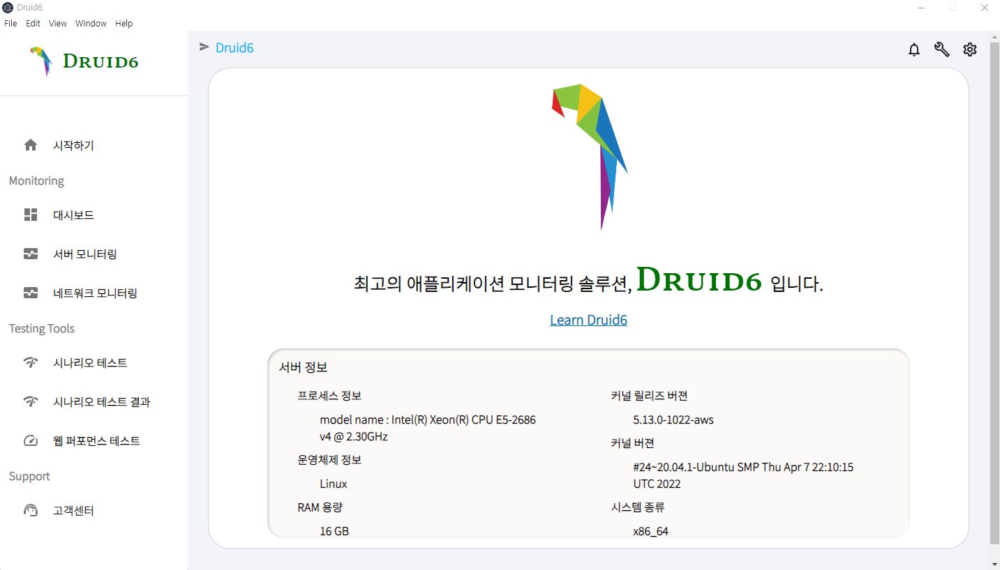 Druid6
File Edit View Window Help
DRUID6
Druid6
시작하기
Monitoring
대시보드
서버 모니터링
네트워크 모니터링
Testing Tools
시나리오 테스트
시나리오 테스트 결과
웹 퍼포먼스 테스트
Support
고객센터
최고의 애플리케이션 모니터링 솔루션, DRUID6 입니다.
Learn Druid6
서버 정보
프로세스 정보
model name : Intel(R) Xeon(R) CPU E5-2686
v4 @ 2.30GHz
운영체제 정보
Linux
RAM 용량
16 GB
커널 릴리즈 버젼
5.13.0-1022-aws
커널 버젼
#24~20.04.1-Ubuntu SMP Thu Apr 7 22:10:15
UTC 2022
시스템 종류
x86_64